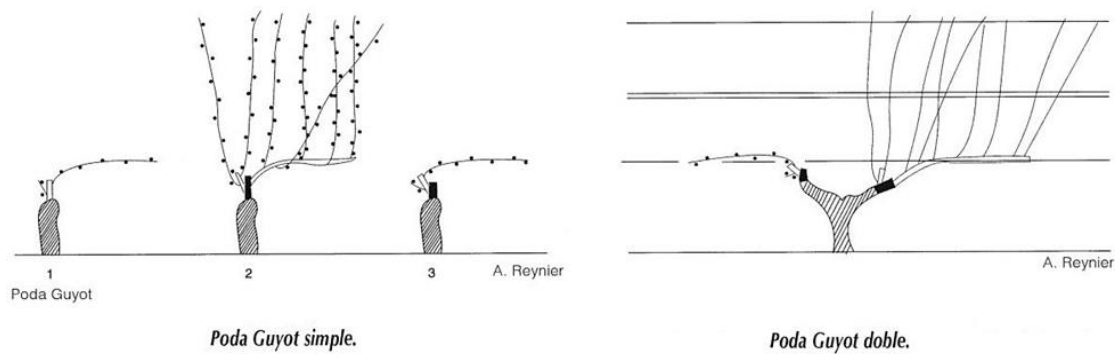 1 2 3 A. Reynier
Poda Guyot
Poda Guyot simple.
A. Reynier
Poda Guyot doble.